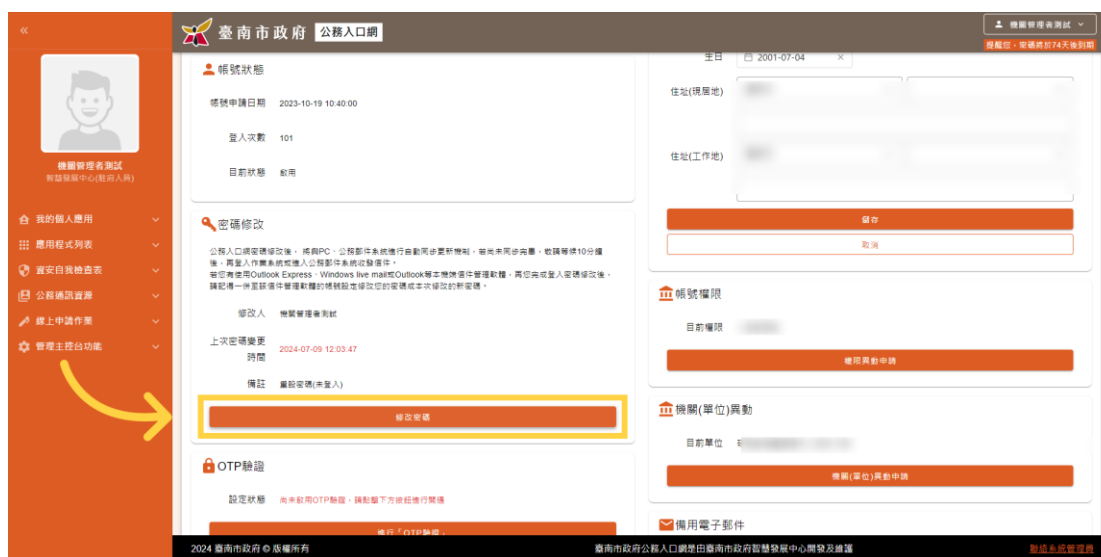 臺南市政府 公務入口網
機關管理者測試
提醒您，密碼將於74天後到期
機關管理者測試
智慧發展中心(駐府人員)
我的個人應用
應用程式列表
資安自我檢查表
公務通訊資源
線上申請作業
管理主控台功能
帳號狀態
帳號申請日期 2023-10-19 10:40:00
登入次數 101
目前狀態 啟用
密碼修改
公務入口網密碼修改後， 將與PC、公務郵件系統進行自動同步更新機制，若尚未同步完畢，敬請等候10分鐘
後，再登入作業系統或進入公務郵件系統收發信件。
若您有使用Outlook Express、Windows live mail或Outlook等本機端信件管理軟體，再您完成登入密碼修改後，
請記得一併至該信件管理軟體的帳號設定修改您的密碼成本次修改的新密碼。
修改人 機關管理者測試
上次密碼變更
時間 2024-07-09 12:03:47
備註 重設密碼(未登入)
修改密碼
OTP驗證
設定狀態 尚未啟用OTP驗證，請點擊下方按鈕進行開通
進行「OTP驗證」
生日 2001-07-04
住址(現居地)
住址(工作地)
儲存
取消
帳號權限
目前權限
權限異動申請
機關(單位)異動
目前單位
機關(單位)異動申請
備用電子郵件
2024 臺南市政府 © 版權所有
臺南市政府公務入口網是由臺南市政府智慧發展中心開發及維護
聯絡系統管理員